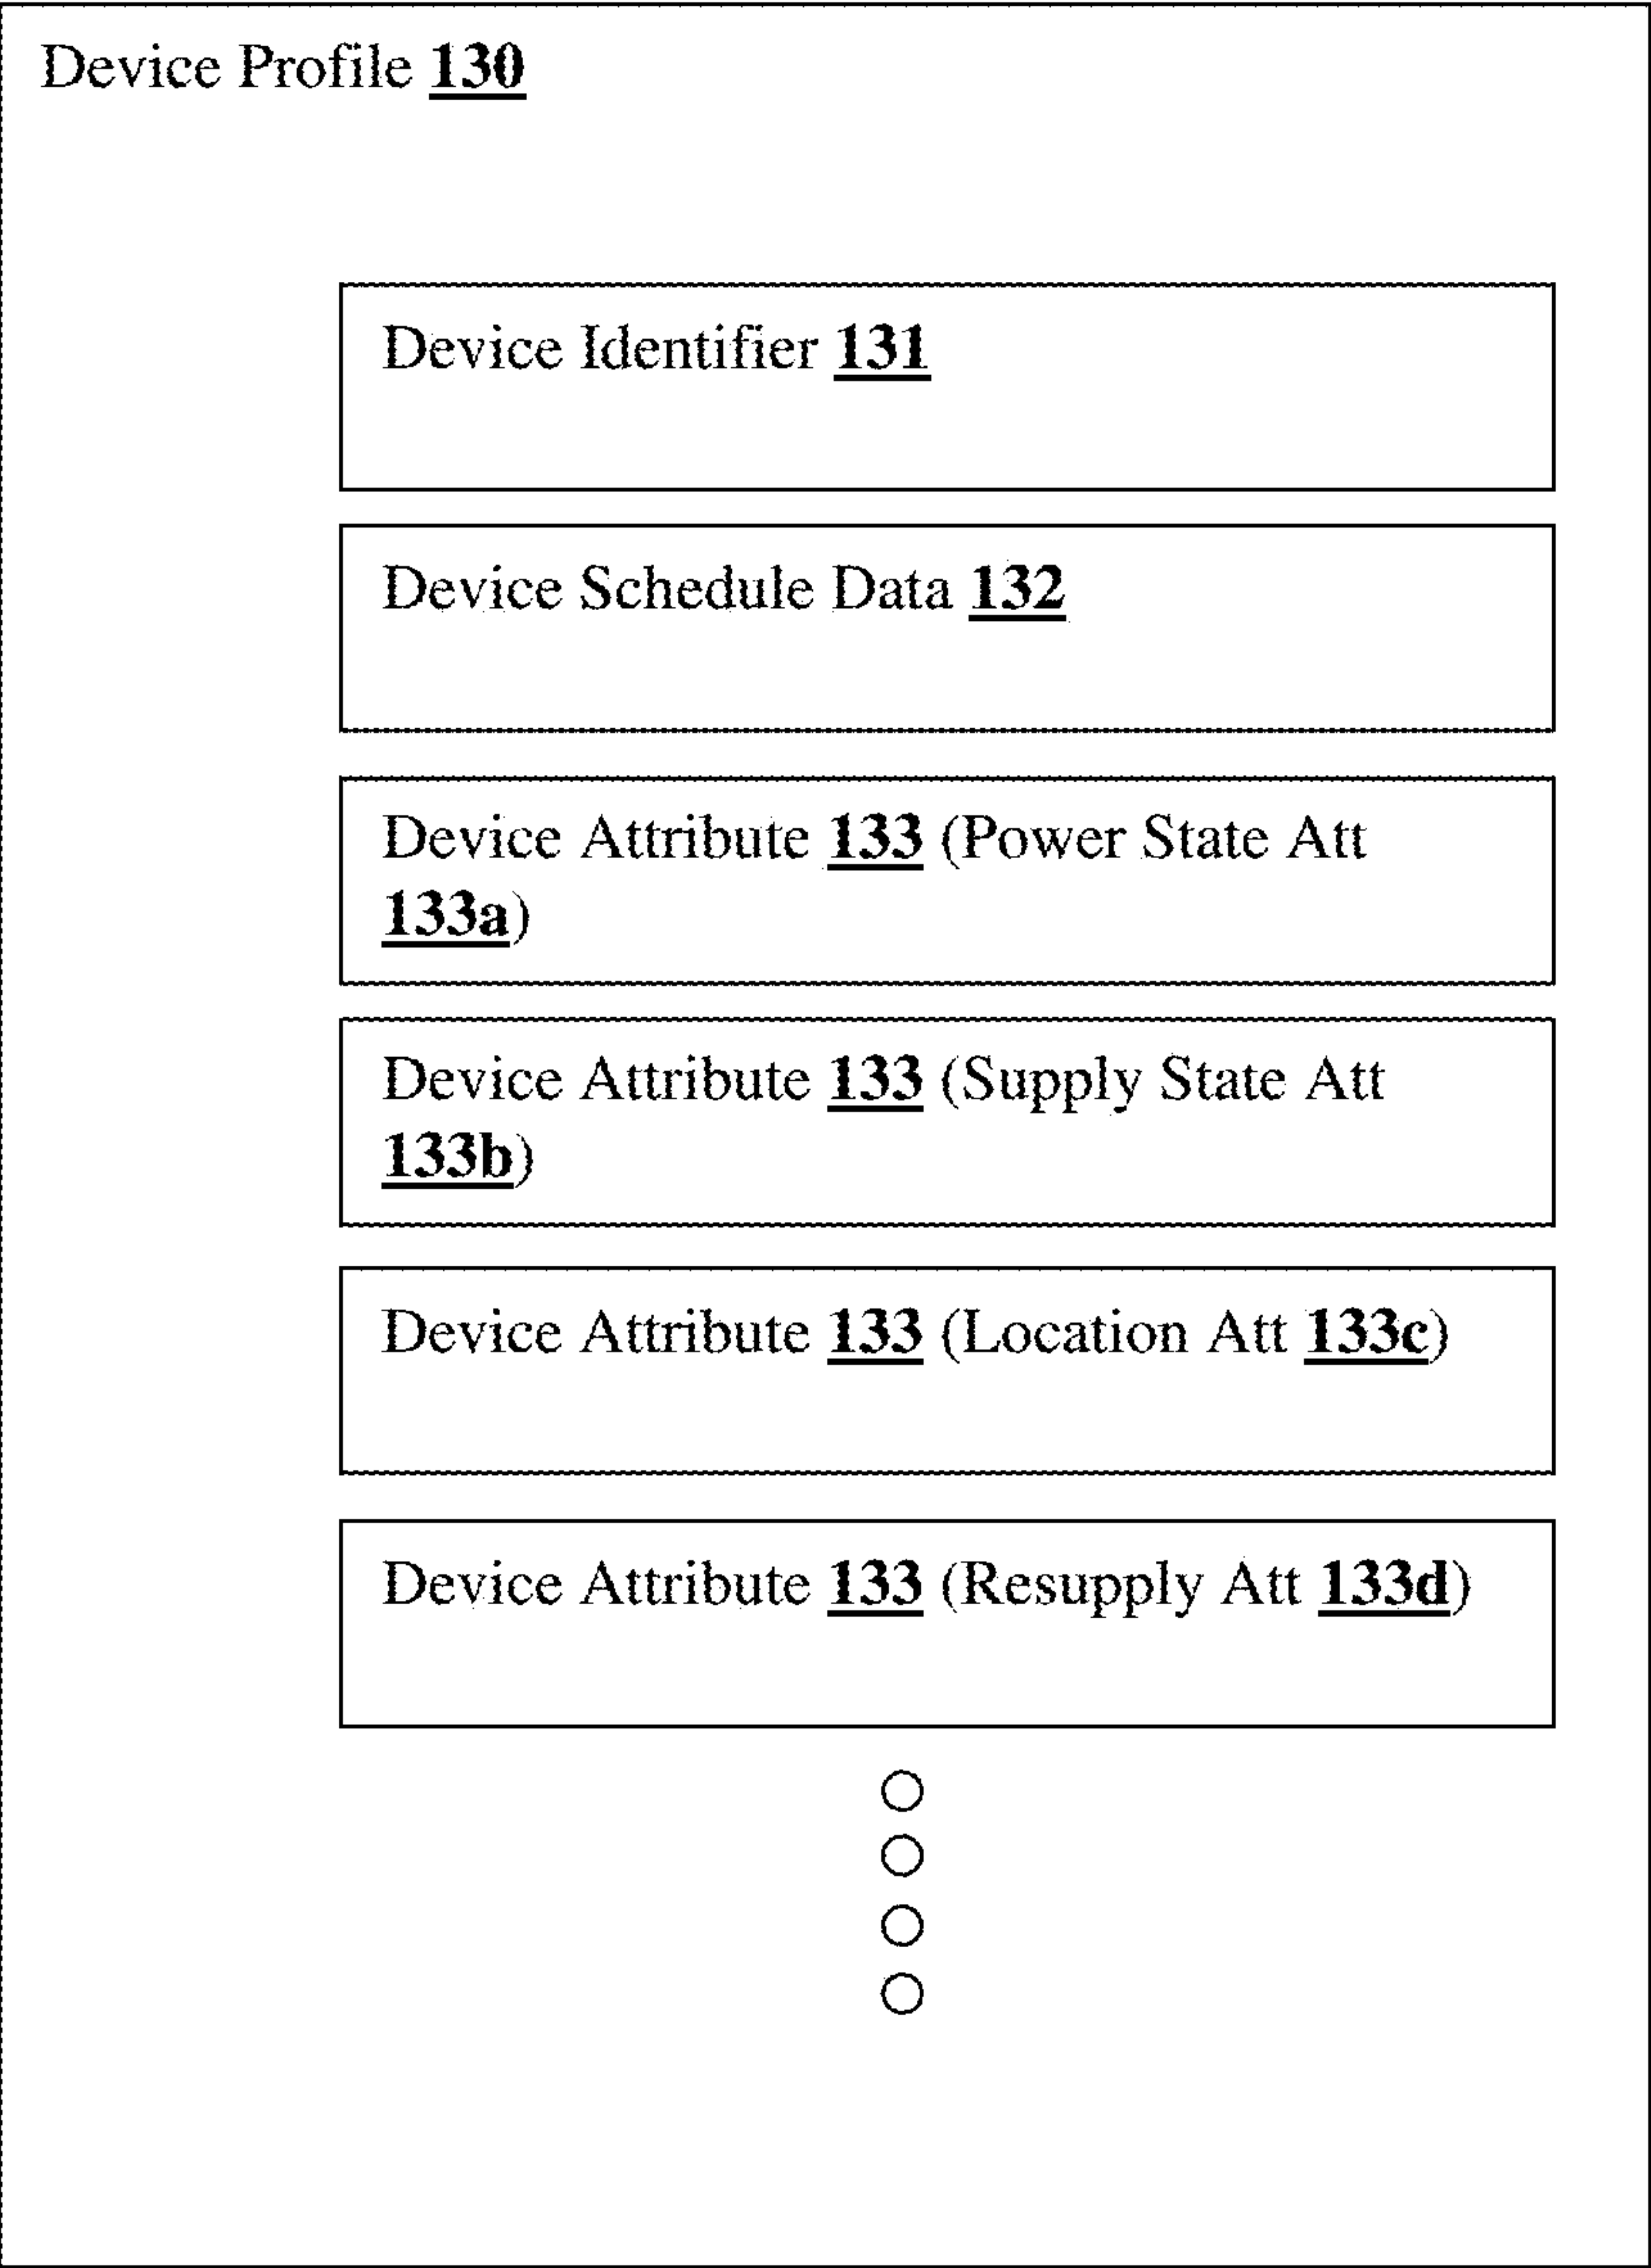 Device Profile 130
Device Identifier 131
Device Schedule Data 132
Device Attribute 133 (Power State Att
133a)
Device Attribute 133 (Supply State Att
133b)
Device Attribute 133 (Location Att 133c)
Device Attribute 133 (Resupply Att 133d)